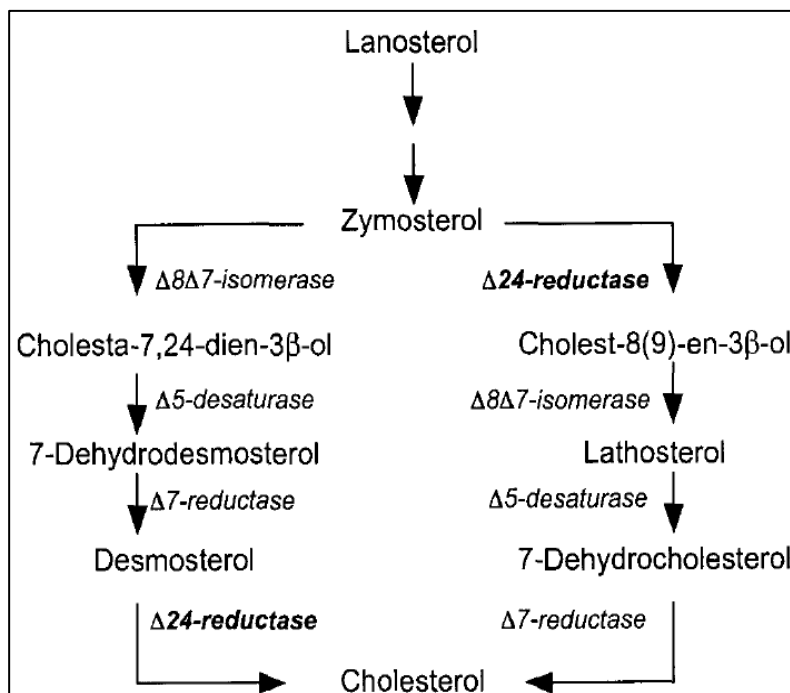 Lanosterol
Zymosterol
Δ8Δ7-isomerase
Δ24-reductase
Cholesta-7,24-dien-3β-ol
Cholest-8(9)-en-3β-ol
Δ5-desaturase
Δ8Δ7-isomerase
7-Dehydrodesmosterol
Lathosterol
Δ7-reductase
Δ5-desaturase
Desmosterol
7-Dehydrocholesterol
Δ24-reductase
Δ7-reductase
Cholesterol